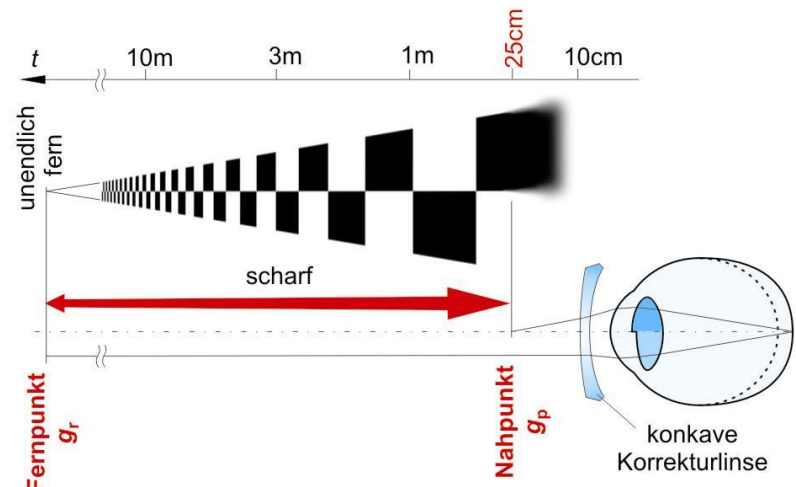 t
10m
3m
1m
25cm
10cm
unendlich
fern
scharf
Fernpunkt
gr
Nahpunkt
gp
konkave
Korrekturlinse